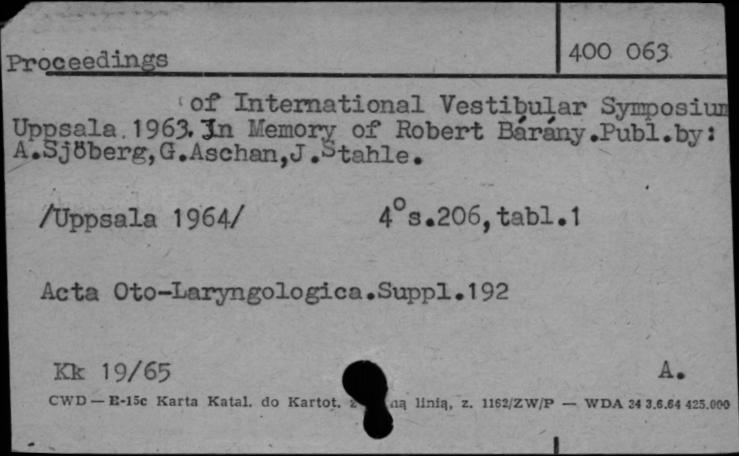 Proceedings
400 063
of International Vestibular Symposium
Uppsala 1963. In Memory of Robert Bárány.Publ.by:
A.Sjöberg,G.Aschan,J.Stahle.
/Uppsala 1964/ 4° s.206,tabl.1
Acta Oto-Laryngologica.Suppl.192
Kk 19/65 A.
CWD — E-15c Karta Katal. do Kartot. linią, z. 1162/ZW/P — WDA 34 3.6.64 425.000